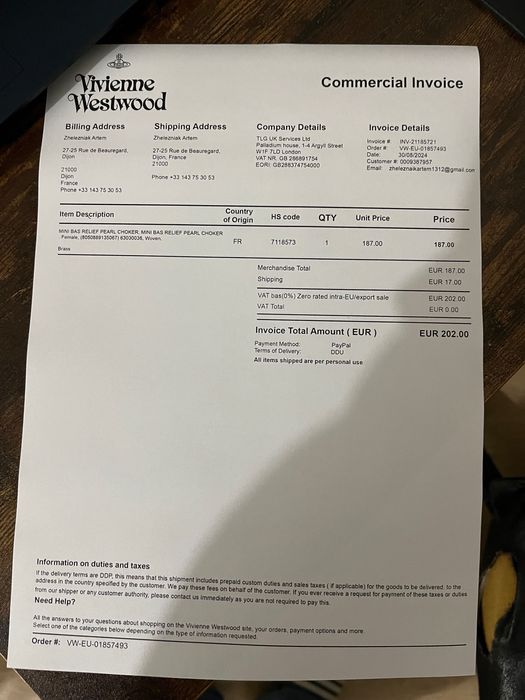 Vivienne
Westwood
Commercial Invoice
Billing Address
Zhelezniak Artem
27-25 Rue de Beauregard,
Dijon
21000
Dijon
France
Phone +33 143 75 30 53
Shipping Address
Zhelezniak Artem
27-25 Rue de Beauregard,
Dijon, France
21000
Phone +33 143 75 30 53
Company Details
TLG UK Services Ltd
Palladium house, 1-4 Argyll Street
W1F 7LD London
VAT NR. GB 266891754
EORI: GB288374754000
Invoice Details
Invoice # INV-21185721
Order # VW-EU-01857493
Date: 30/08/2024
Customer # 0009387957
Email: zheleznaikartem1312@gmail.com
Item Description Country of Origin HS code QTY Unit Price Price
MINI BAS RELIEF PEARL CHOKER, MINI BAS RELIEF PEARL CHOKER
Female, (8050889135067) 63030036, Woven,
Brass
FR 7118573 1 187.00 187.00
Merchandise Total EUR 187.00
Shipping EUR 17.00
VAT bas(0%) Zero rated intra-EU/export sale EUR 202.00
VAT Total EUR 0.00
Invoice Total Amount ( EUR ) EUR 202.00
Payment Method: PayPal
Terms of Delivery: DDU
All items shipped are per personal use
Information on duties and taxes
If the delivery terms are DDP, this means that this shipment includes prepaid custom duties and sales taxes ( if applicable) for the goods to be delivered, to the
address in the country specified by the customer. We pay these fees on behalf of the customer. If you ever receive a request for payment of these taxes or duties
from our shipper or any customer authority, please contact us immediately as you are not required to pay this.
Need Help?
All the answers to your questions about shopping on the Vivienne Westwood site, your orders, payment options and more.
Select one of the categories below depending on the type of information requested.
Order #: VW-EU-01857493